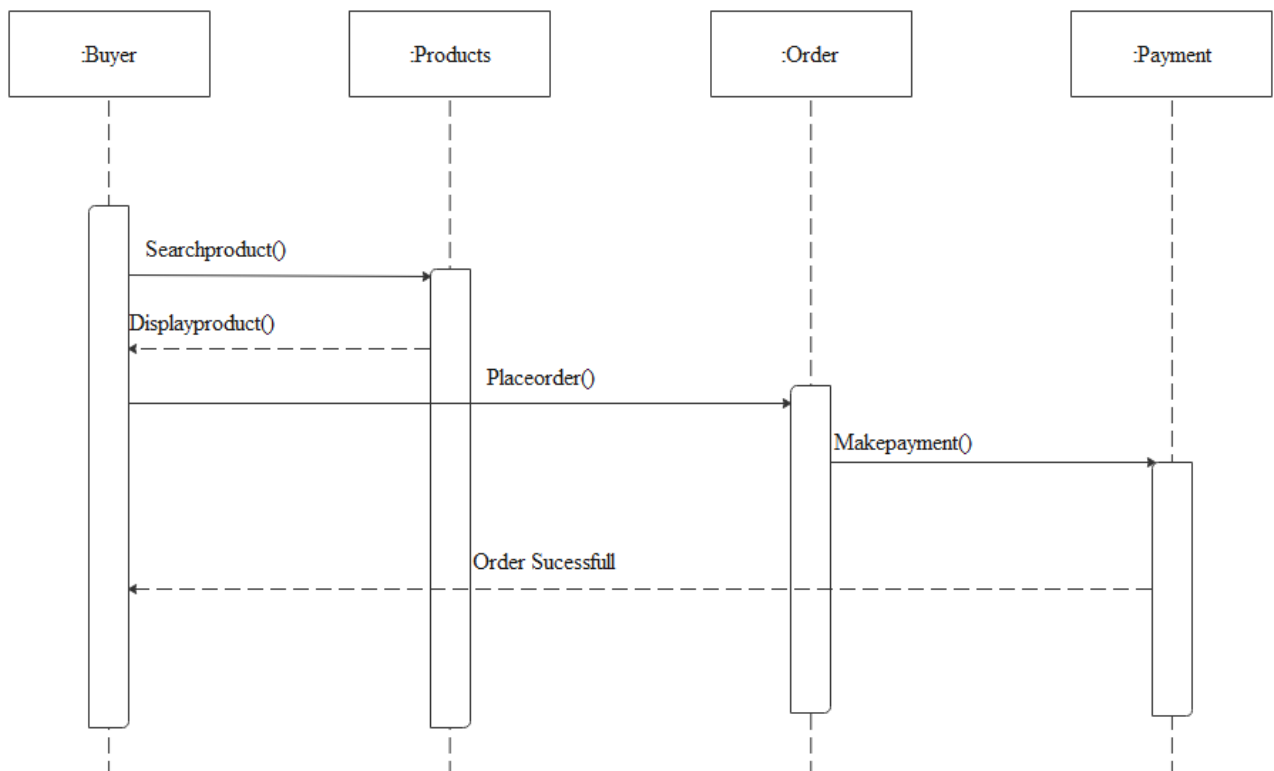 :Buyer
:Products
:Order
:Payment
Searchproduct()
Displayproduct()
Placeorder()
Makepayment()
Order Sucessfull